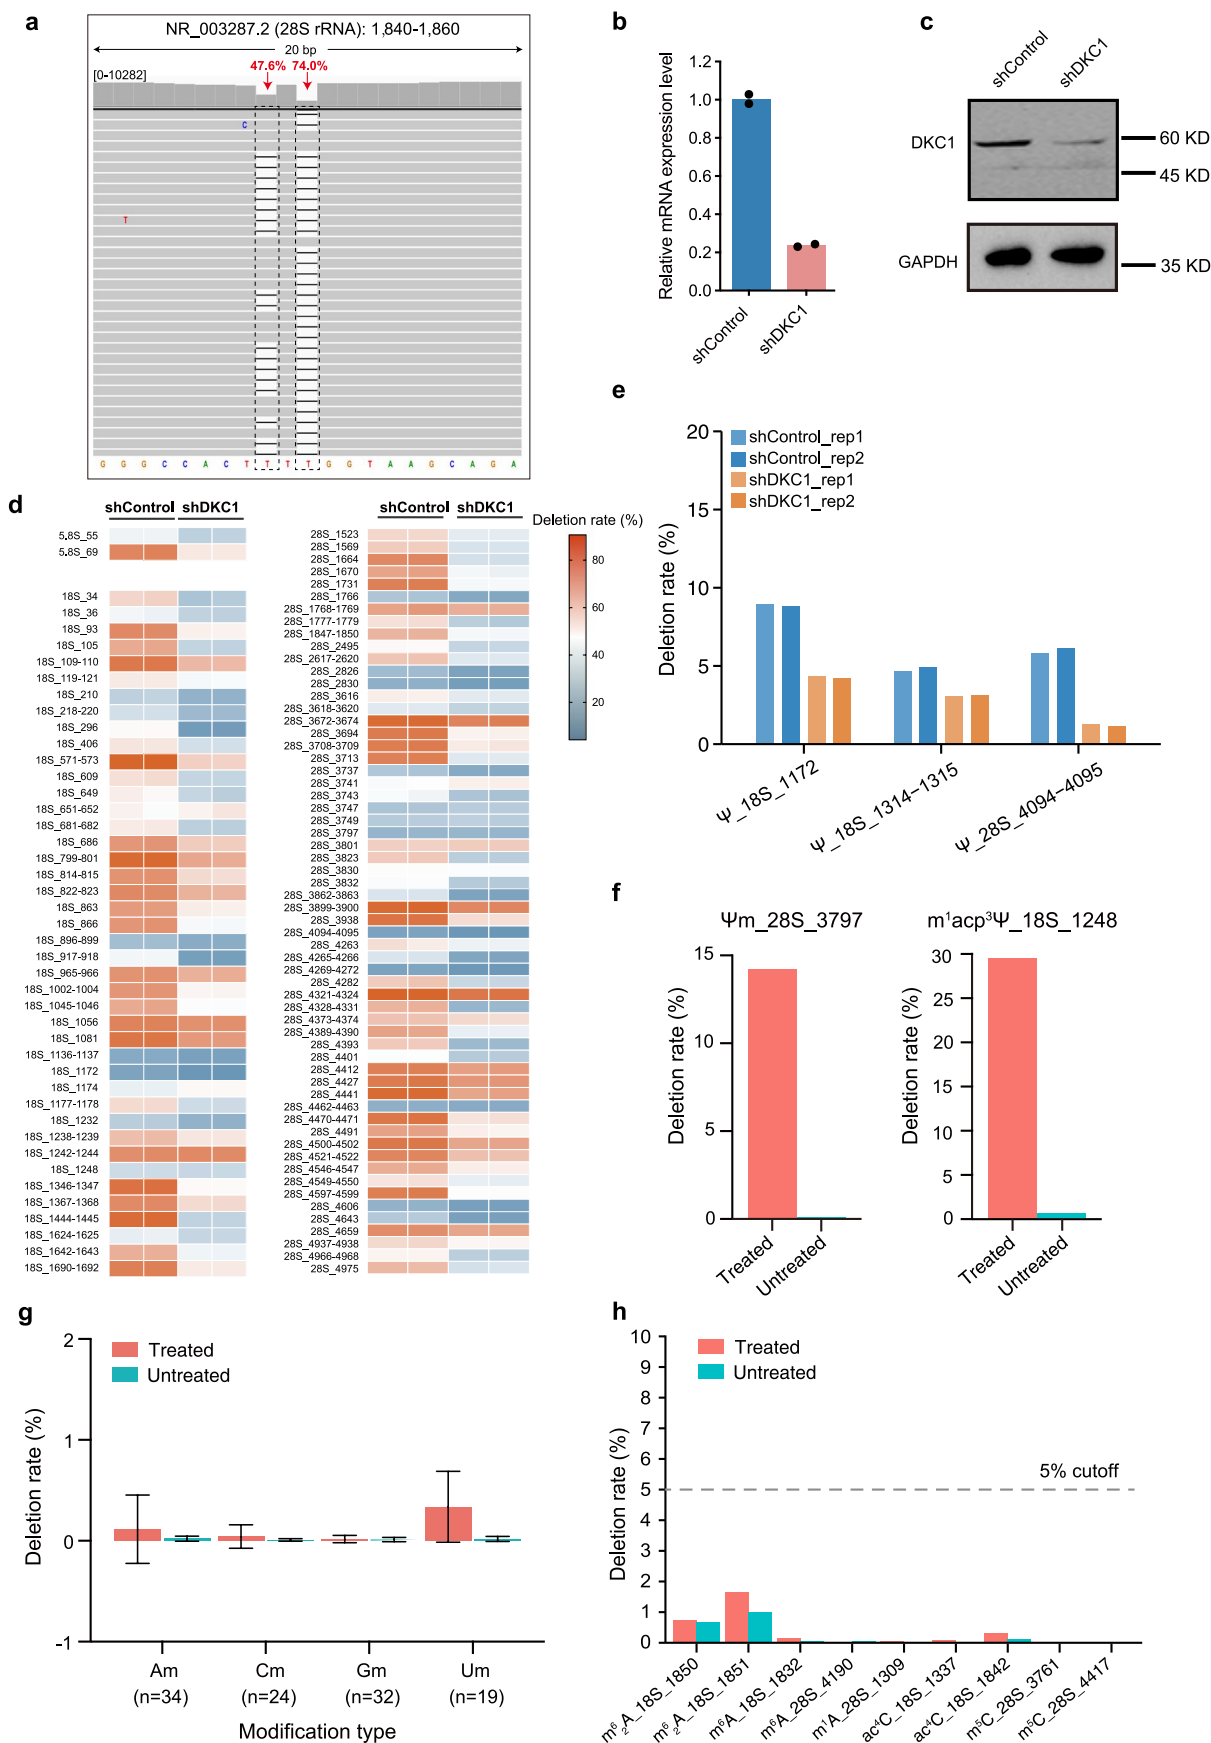 a
NR_003287.2 (28S rRNA): 1,840-1,860
20 bp
47.6% 74.0%
[0-10282]
C
T
G G G C C A C T T T T G G T A A G C A G A
b
Relative mRNA expression level
1.2
1.0
0.8
0.6
0.4
0.2
0.0
shControl
shDKC1
c
shControl
shDKC1
DKC1
60 KD
45 KD
GAPDH
35 KD
d
shControl shDKC1
5.8S_55
5.8S_69
18S_34
18S_36
18S_93
18S_105
18S_109-110
18S_119-121
18S_210
18S_218-220
18S_296
18S_406
18S_571-573
18S_609
18S_649
18S_651-652
18S_681-682
18S_686
18S_799-801
18S_814-815
18S_822-823
18S_863
18S_866
18S_896-899
18S_917-918
18S_965-966
18S_1002-1004
18S_1045-1046
18S_1056
18S_1081
18S_1136-1137
18S_1172
18S_1174
18S_1177-1178
18S_1232
18S_1238-1239
18S_1242-1244
18S_1248
18S_1346-1347
18S_1367-1368
18S_1444-1445
18S_1624-1625
18S_1642-1643
18S_1690-1692
shControl shDKC1
28S_1523
28S_1569
28S_1664
28S_1670
28S_1731
28S_1766
28S_1768-1769
28S_1777-1779
28S_1847-1850
28S_2495
28S_2617-2620
28S_2826
28S_2830
28S_3616
28S_3618-3620
28S_3672-3674
28S_3694
28S_3708-3709
28S_3713
28S_3737
28S_3741
28S_3743
28S_3747
28S_3749
28S_3797
28S_3801
28S_3823
28S_3830
28S_3832
28S_3862-3863
28S_3899-3900
28S_3938
28S_4094-4095
28S_4263
28S_4265-4266
28S_4269-4272
28S_4282
28S_4321-4324
28S_4328-4331
28S_4373-4374
28S_4389-4390
28S_4393
28S_4401
28S_4412
28S_4427
28S_4441
28S_4462-4463
28S_4470-4471
28S_4491
28S_4500-4502
28S_4521-4522
28S_4546-4547
28S_4549-4550
28S_4597-4599
28S_4606
28S_4643
28S_4659
28S_4937-4938
28S_4966-4968
28S_4975
Deletion rate (%)
80
60
40
20
e
shControl_rep1
shControl_rep2
shDKC1_rep1
shDKC1_rep2
Deletion rate (%)
20
15
10
5
0
Ψ_18S_1172
Ψ_18S_1314−1315
Ψ_28S_4094−4095
f
Ψm_28S_3797
Deletion rate (%)
15
10
5
0
Treated
Untreated
m¹acp³Ψ_18S_1248
Deletion rate (%)
30
25
20
15
10
5
0
Treated
Untreated
g
Treated
Untreated
Deletion rate (%)
2
1
0
-1
Am Cm Gm Um
(n=34) (n=24) (n=32) (n=19)
Modification type
h
Treated
Untreated
Deletion rate (%)
10
9
8
7
6
5
4
3
2
1
0
5% cutoff
m⁶₂A_18S_1850
m⁶₂A_18S_1851
m⁶A_18S_1832
m⁶A_28S_4190
m¹A_28S_1309
ac⁴C_18S_1337
ac⁴C_18S_1842
m⁵C_28S_3761
m⁵C_28S_4417